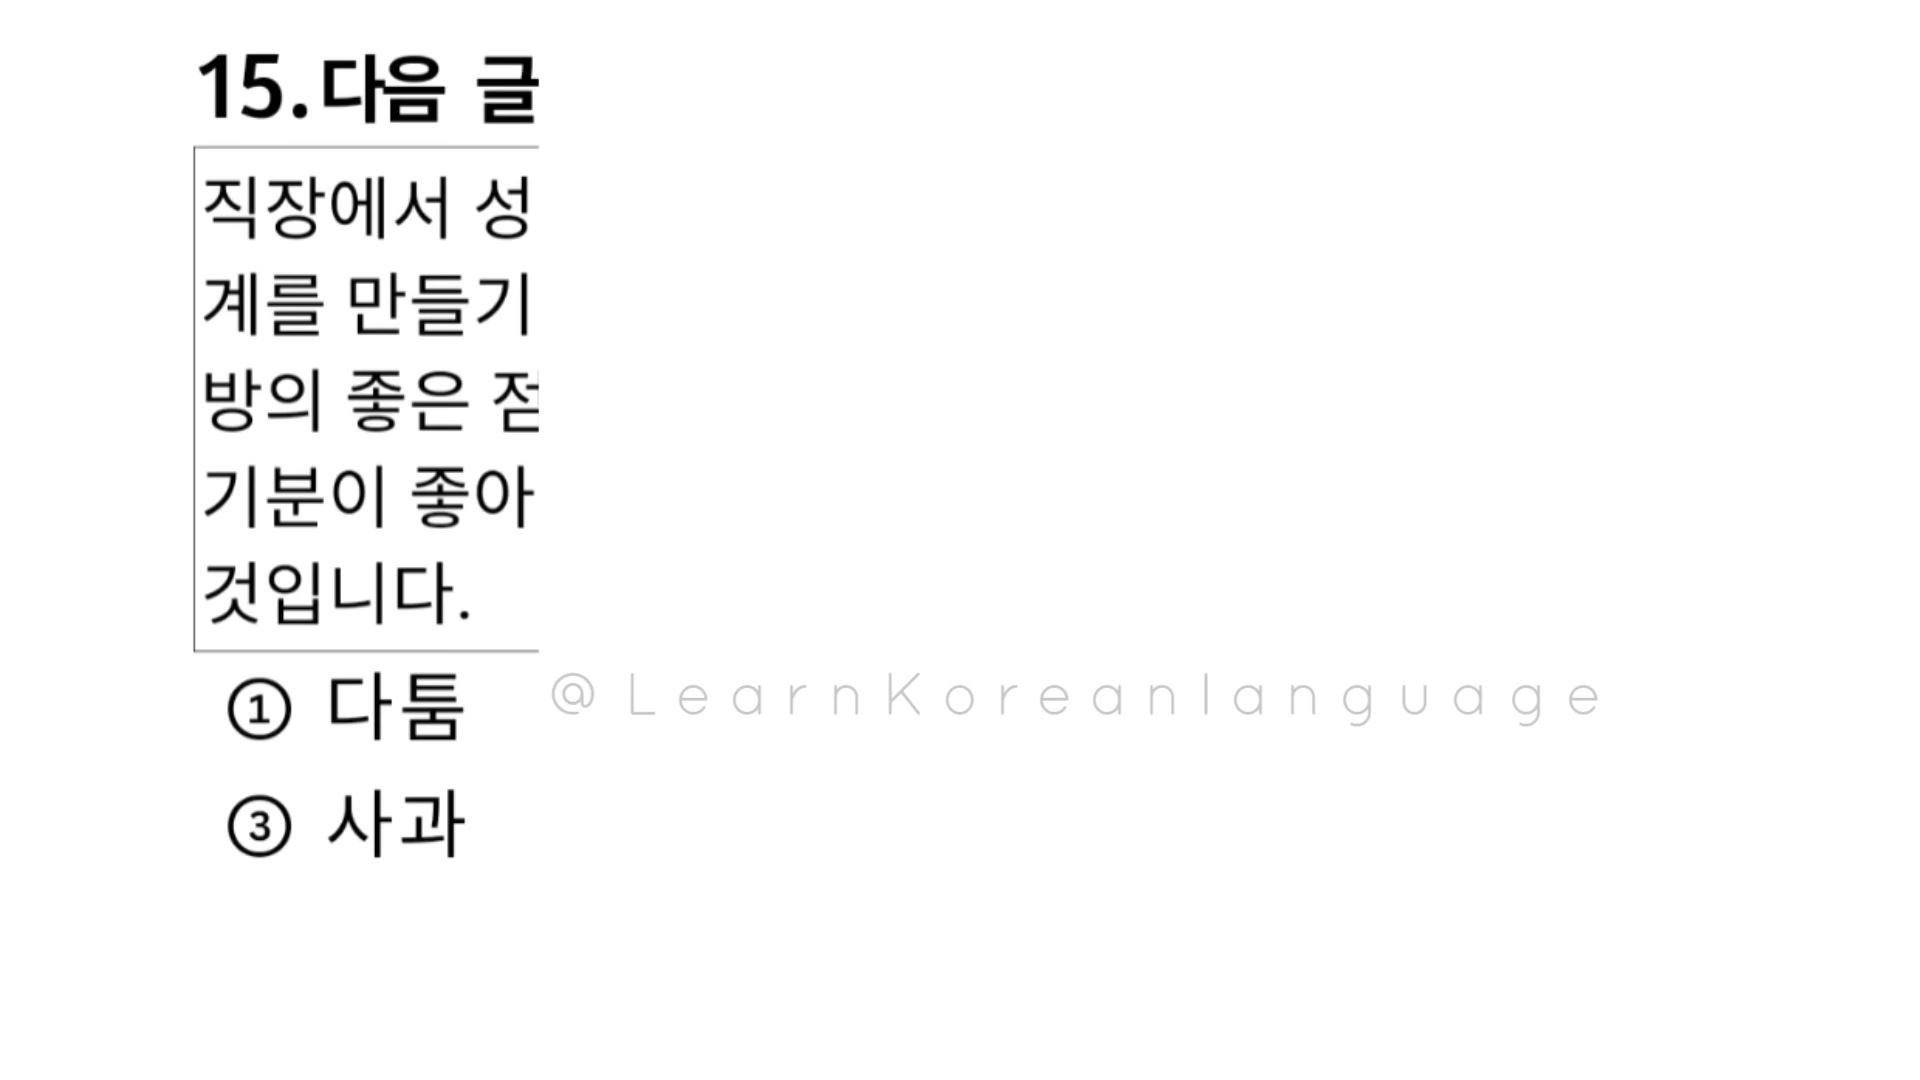 15. 다음 글
직장에서 성
계를 만들기
방의 좋은 점
기분이 좋아
것입니다.
① 다툼
@LearnKoreanlanguage
③ 사과